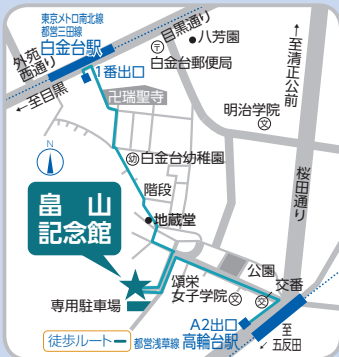 東京メトロ南北線
都営三田線
白金台駅
目黒通り
八芳園
〒
白金台郵便局
外苑
西通り
1番出口
←至目黒
→至清正公前
卍瑞聖寺
明治学院
文
N
幼 白金台幼稚園
桜田通り
階段
畠山
記念館
地蔵堂
公園
頌栄
女子学院
文
交番
交
専用駐車場
A2出口
至
五反田
徒歩ルート
都営浅草線 高輪台駅